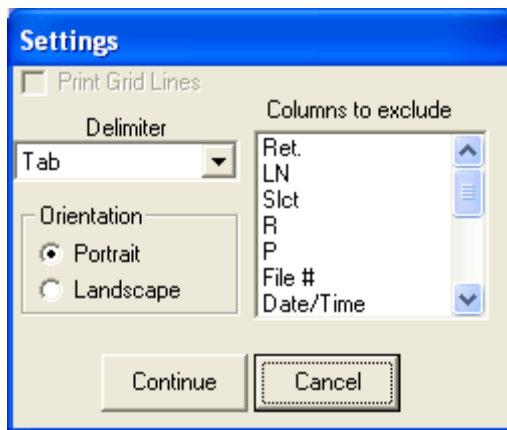 Settings
Print Grid Lines
Delimiter
Tab
Orientation
Portrait
Landscape
Columns to exclude
Ret.
LN
Slct
R
P
File #
Date/Time
Continue
Cancel